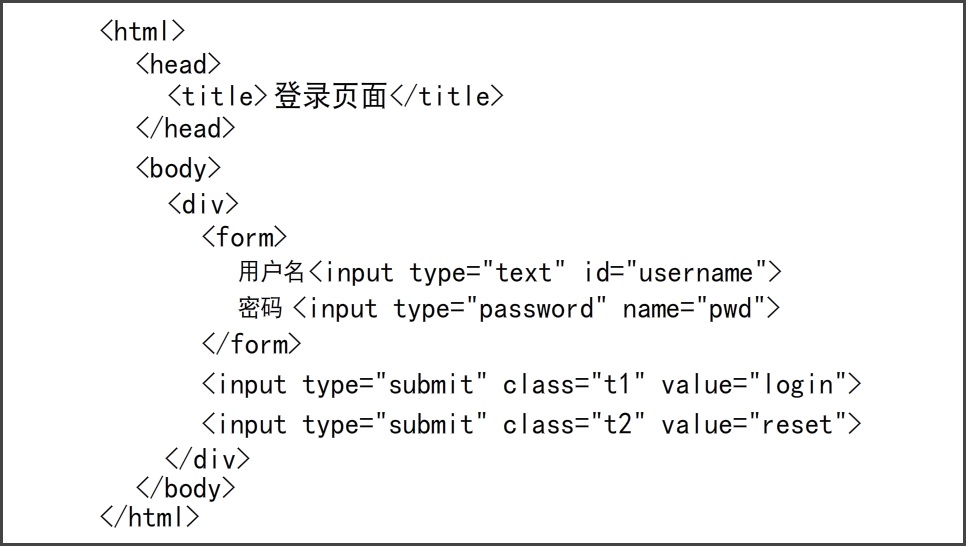 <html>
<head>
<title>登录页面</title>
</head>
<body>
<div>
<form>
用户名<input type="text" id="username">
密码 <input type="password" name="pwd">
</form>
<input type="submit" class="t1" value="login">
<input type="submit" class="t2" value="reset">
</div>
</body>
</html>